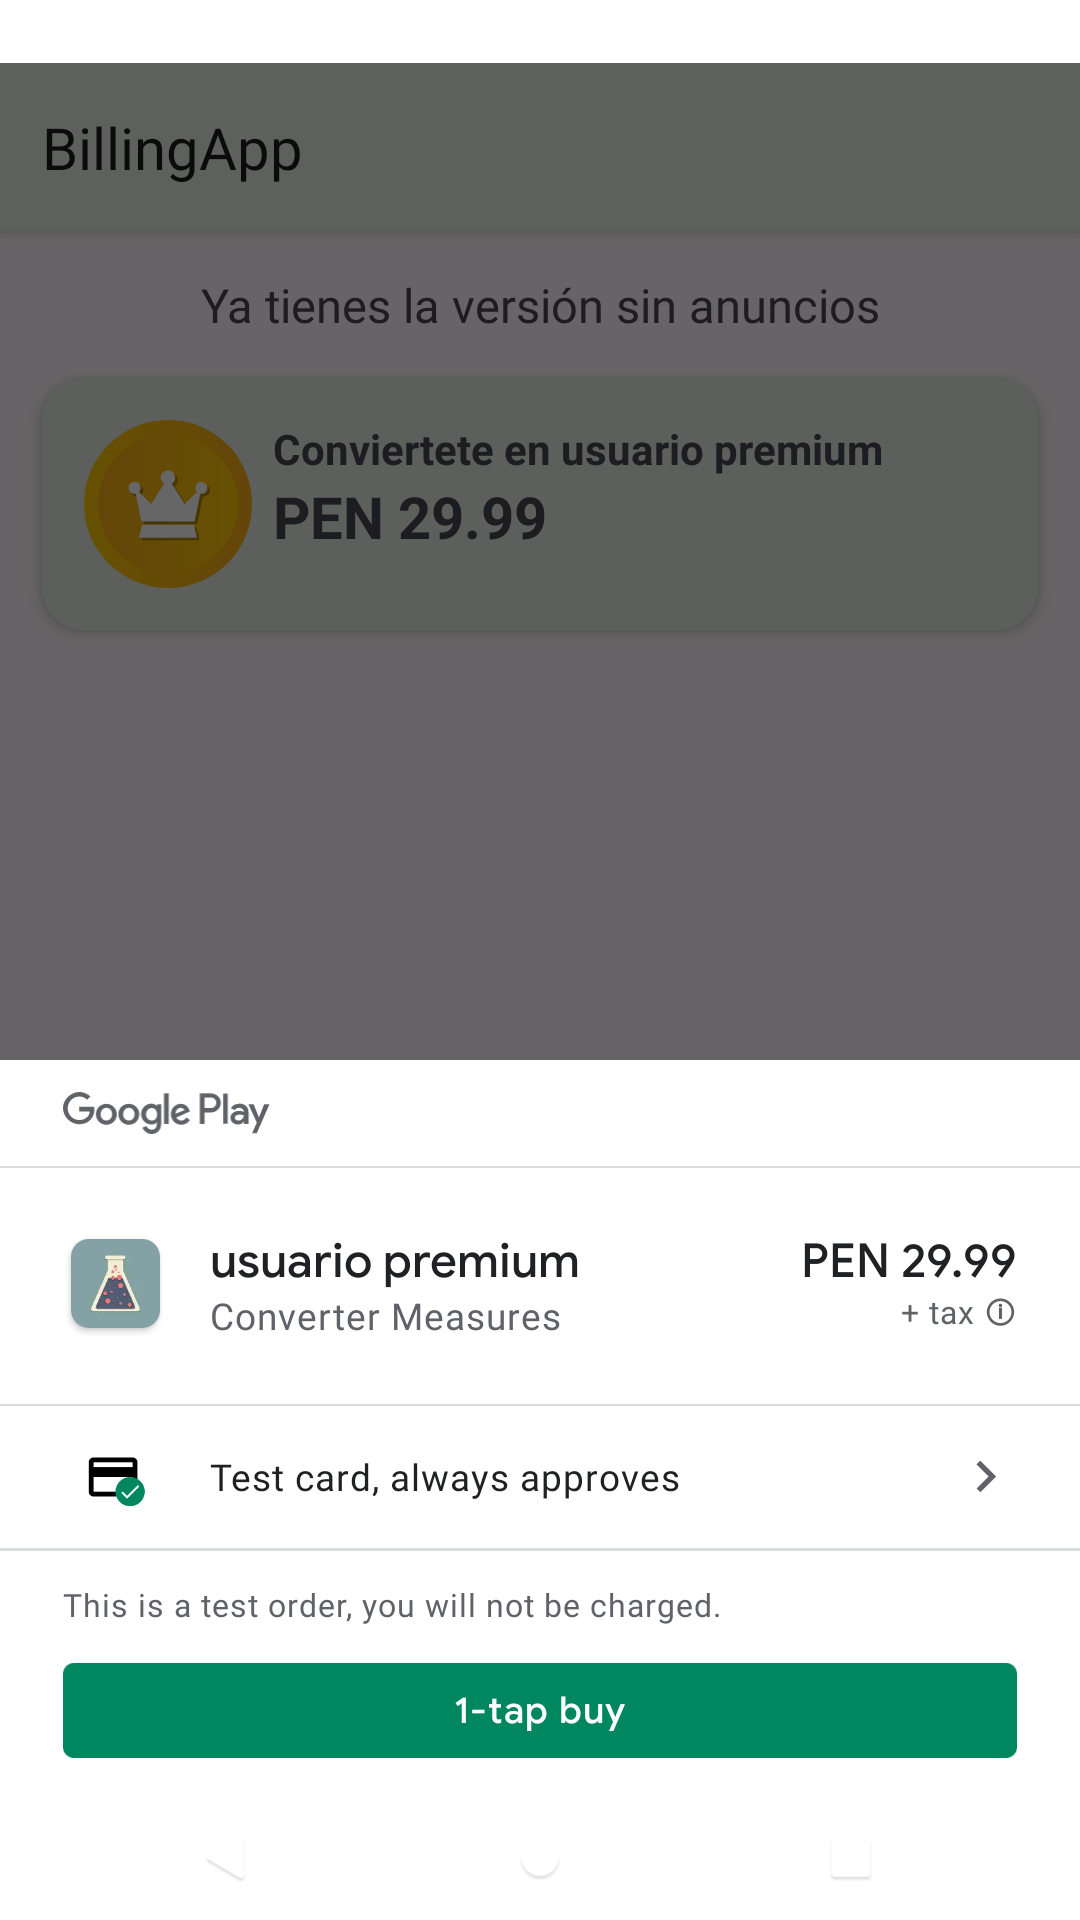 BillingApp
Ya tienes la versión sin anuncios
Conviertete en usuario premium
PEN 29.99
Google Play
usuario premium
PEN 29.99
Converter Measures
+ tax
Test card, always approves
This is a test order, you will not be charged.
1-tap buy